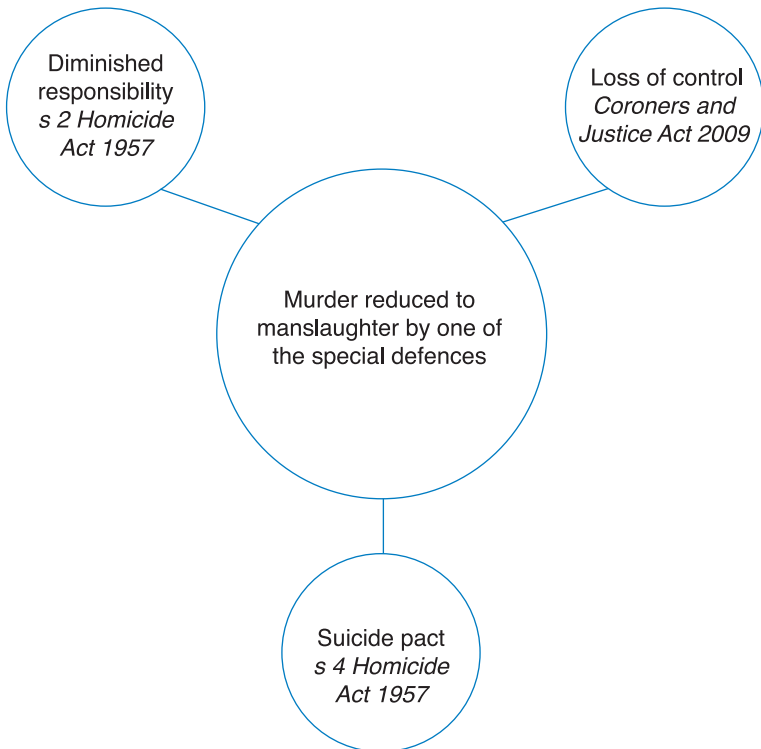 Diminished
responsibility
s 2 Homicide
Act 1957
Loss of control
Coroners and
Justice Act 2009
Murder reduced to
manslaughter by one of
the special defences
Suicide pact
s 4 Homicide
Act 1957